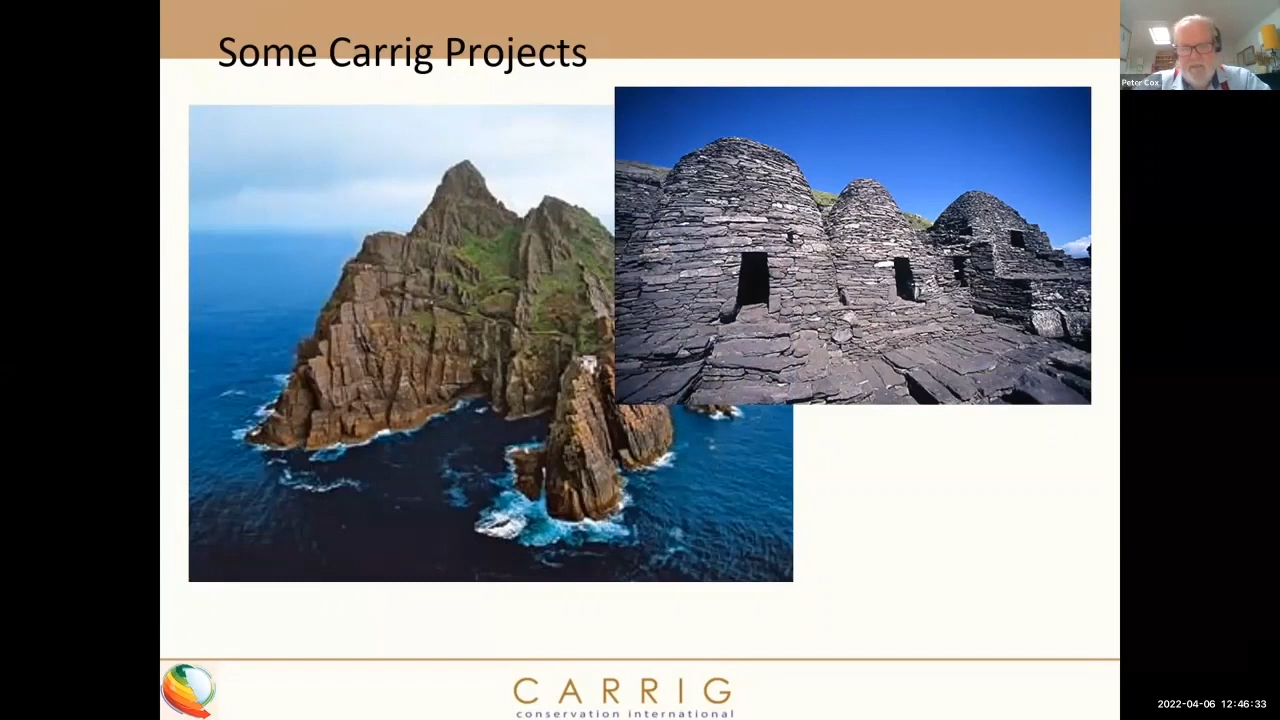 Some Carrig Projects
Peter Cox
CARRIG
conservation international
2022-04-06 12:46:33